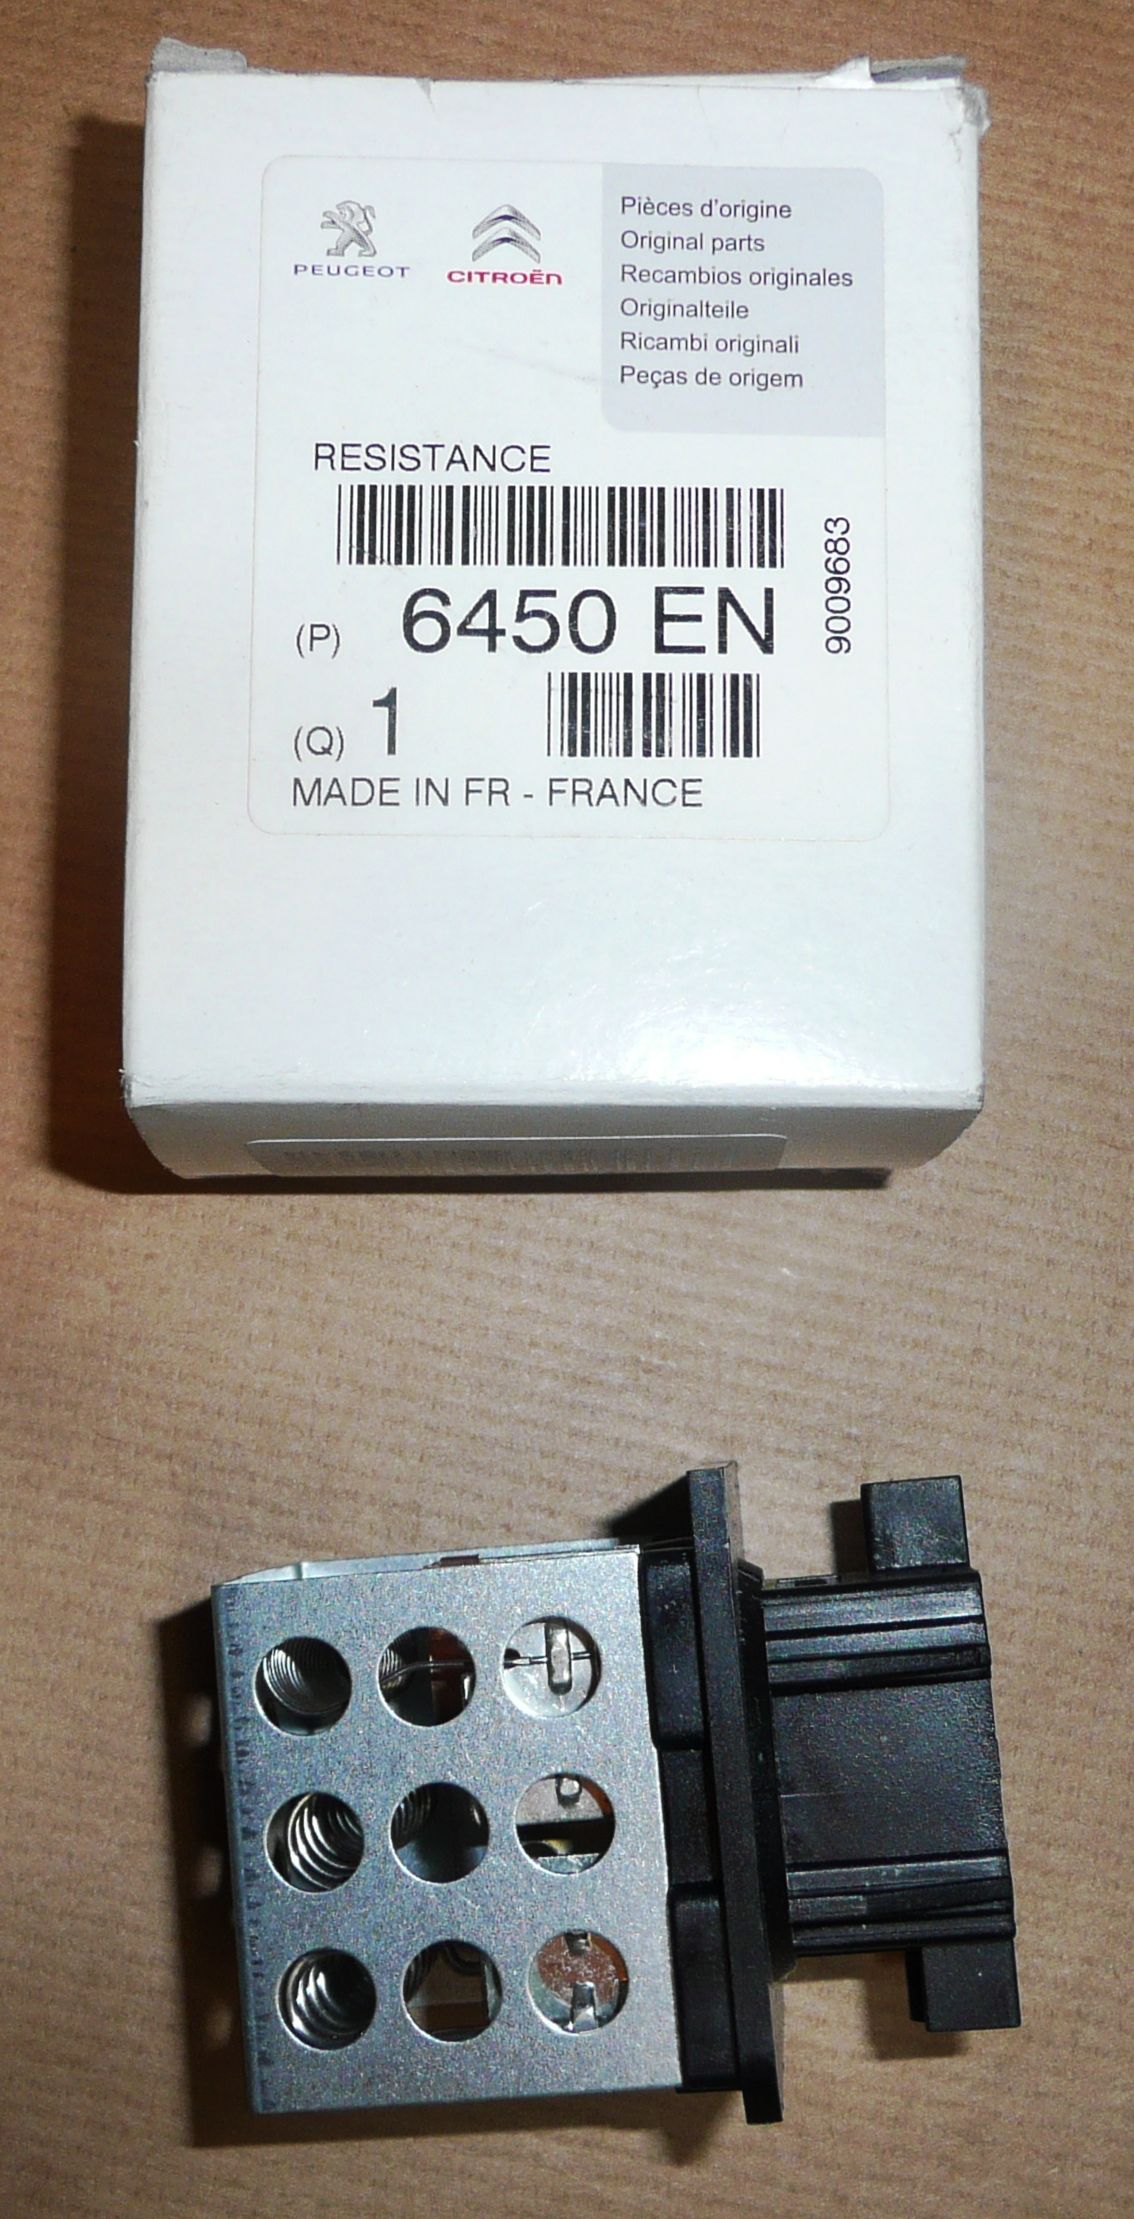 PEUGEOT
CITROËN
Pièces d'origine
Original parts
Recambios originales
Originalteile
Ricambi originali
Peças de origem
RESISTANCE
9009683
(P) 6450 EN
(Q) 1
MADE IN FR - FRANCE